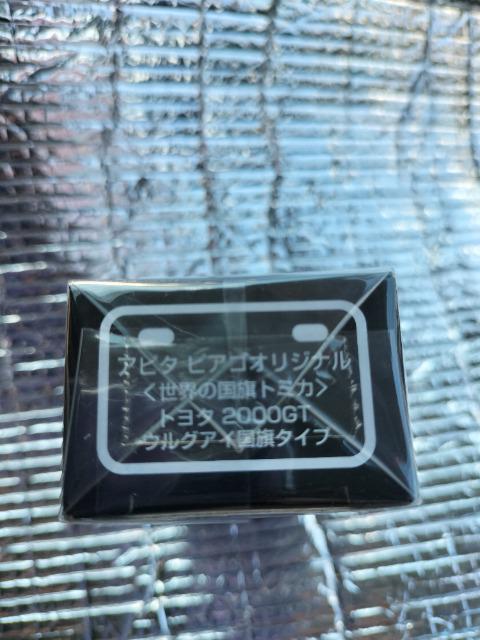 アピタ ピアゴオリジナル
〈世界の国旗トミカ〉
トヨタ 2000GT
ウルグアイ国旗タイプ